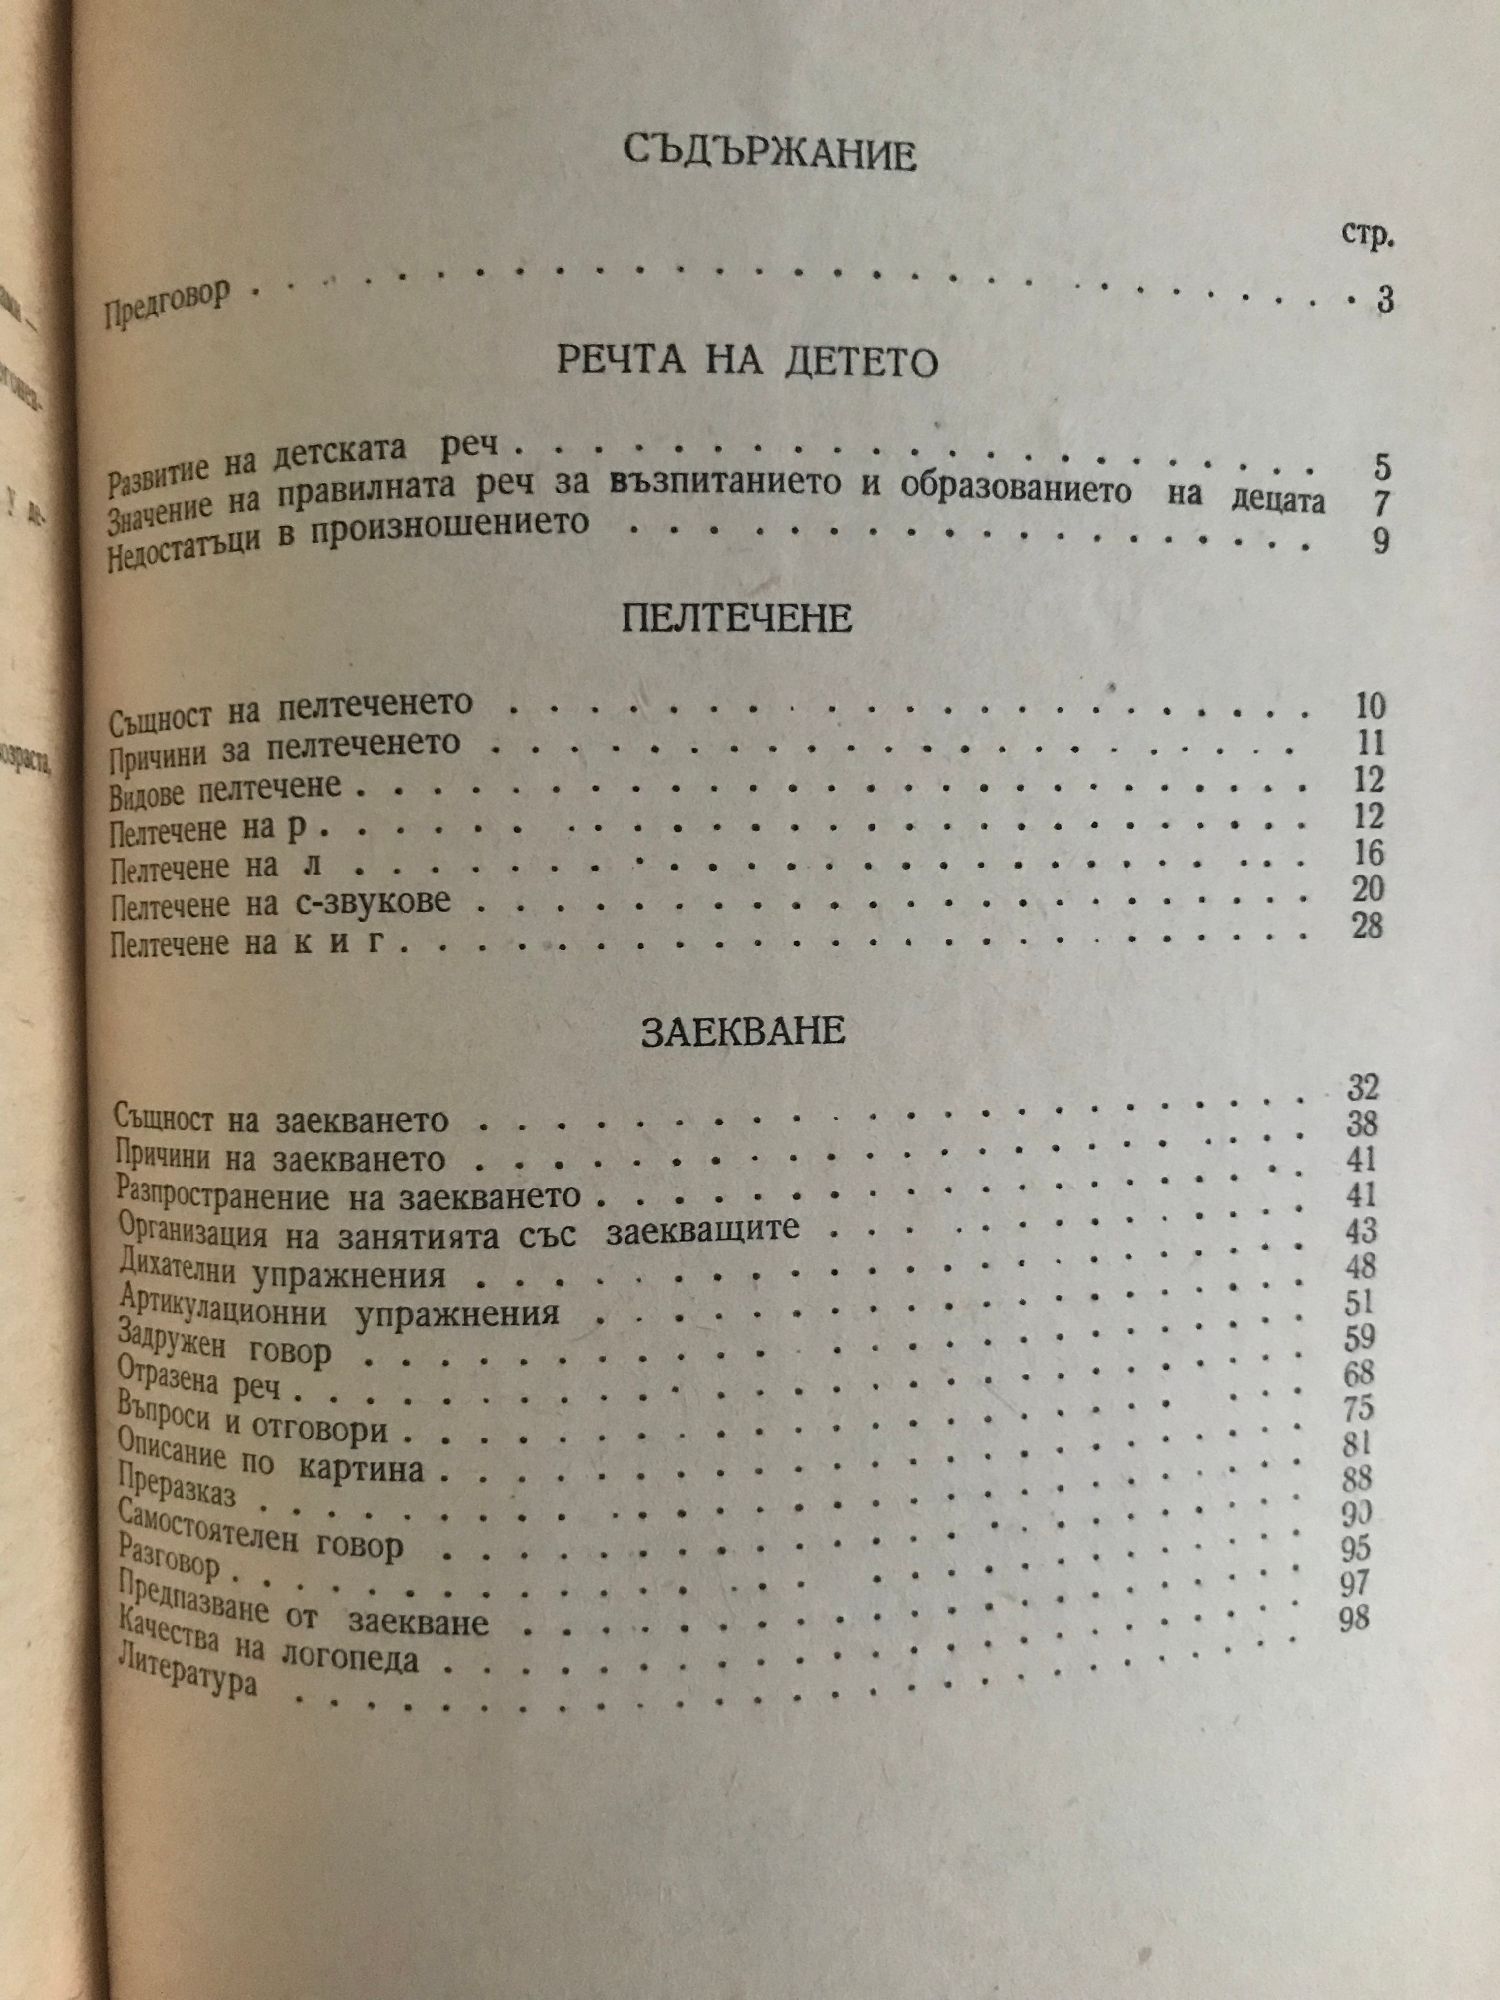 СЪДЪРЖАНИЕ
стр.
Предговор . . . . . . . . . . . . . . . . . . . . . . . . 3
РЕЧТА НА ДЕТЕТО
Развитие на детската реч . . . . . . . . . . . . . . . . . 5
Значение на правилната реч за възпитанието и образованието на децата 7
Недостатъци в произношението . . . . . . . . . . . . . . . 9
ПЕЛТЕЧЕНЕ
Същност на пелтеченето . . . . . . . . . . . . . . . . . . 10
Причини за пелтеченето . . . . . . . . . . . . . . . . . . 11
Видове пелтечене . . . . . . . . . . . . . . . . . . . . . 12
Пелтечене на р . . . . . . . . . . . . . . . . . . . . . . 12
Пелтечене на л . . . . . . . . . . . . . . . . . . . . . . 16
Пелтечене на с-звукове . . . . . . . . . . . . . . . . . . 20
Пелтечене на к и г . . . . . . . . . . . . . . . . . . . . 28
ЗАЕКВАНЕ
Същност на заекването . . . . . . . . . . . . . . . . . . 32
Причини на заекването . . . . . . . . . . . . . . . . . . 38
Разпространение на заекването . . . . . . . . . . . . . . 41
Организация на занятията със заекващите . . . . . . . . . 41
Дихателни упражнения . . . . . . . . . . . . . . . . . . 43
Артикулационни упражнения . . . . . . . . . . . . . . . . 48
Задружен говор . . . . . . . . . . . . . . . . . . . . . 51
Отразена реч . . . . . . . . . . . . . . . . . . . . . . 59
Въпроси и отговори . . . . . . . . . . . . . . . . . . . 68
Описание по картина . . . . . . . . . . . . . . . . . . . 75
Преразказ . . . . . . . . . . . . . . . . . . . . . . . . 81
Самостоятелен говор . . . . . . . . . . . . . . . . . . . 88
Разговор . . . . . . . . . . . . . . . . . . . . . . . . 90
Предпазване от заекване . . . . . . . . . . . . . . . . . 95
Качества на логопеда . . . . . . . . . . . . . . . . . . 97
Литература . . . . . . . . . . . . . . . . . . . . . . . 98